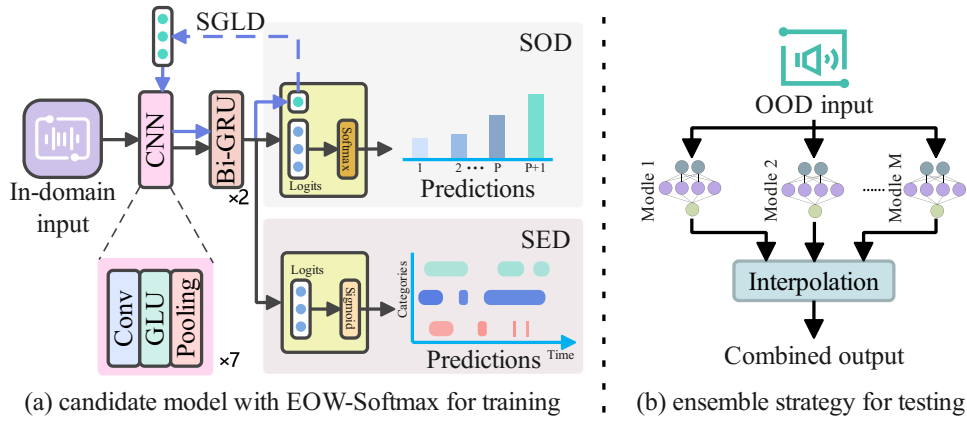 SGLD
SOD
In-domain
input
CNN
Bi-GRU
×2
Logits
Softmax
1 2 ••• P P+1
Predictions
Conv
GLU
Pooling
×7
SED
Logits
Sigmoid
Categories
Predictions
Time
(a) candidate model with EOW-Softmax for training
OOD input
Modle 1
Modle 2
......
Modle M
Interpolation
Combined output
(b) ensemble strategy for testing